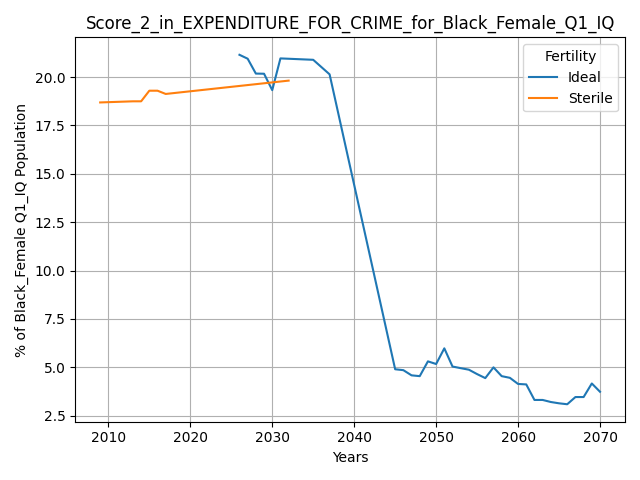 Score_2_in_EXPENDITURE_FOR_CRIME_for_Black_Female_Q1_IQ
% of Black_Female Q1_IQ Population
20.0
17.5
15.0
12.5
10.0
7.5
5.0
2.5
Fertility
Ideal
Sterile
2010 2020 2030 2040 2050 2060 2070
Years